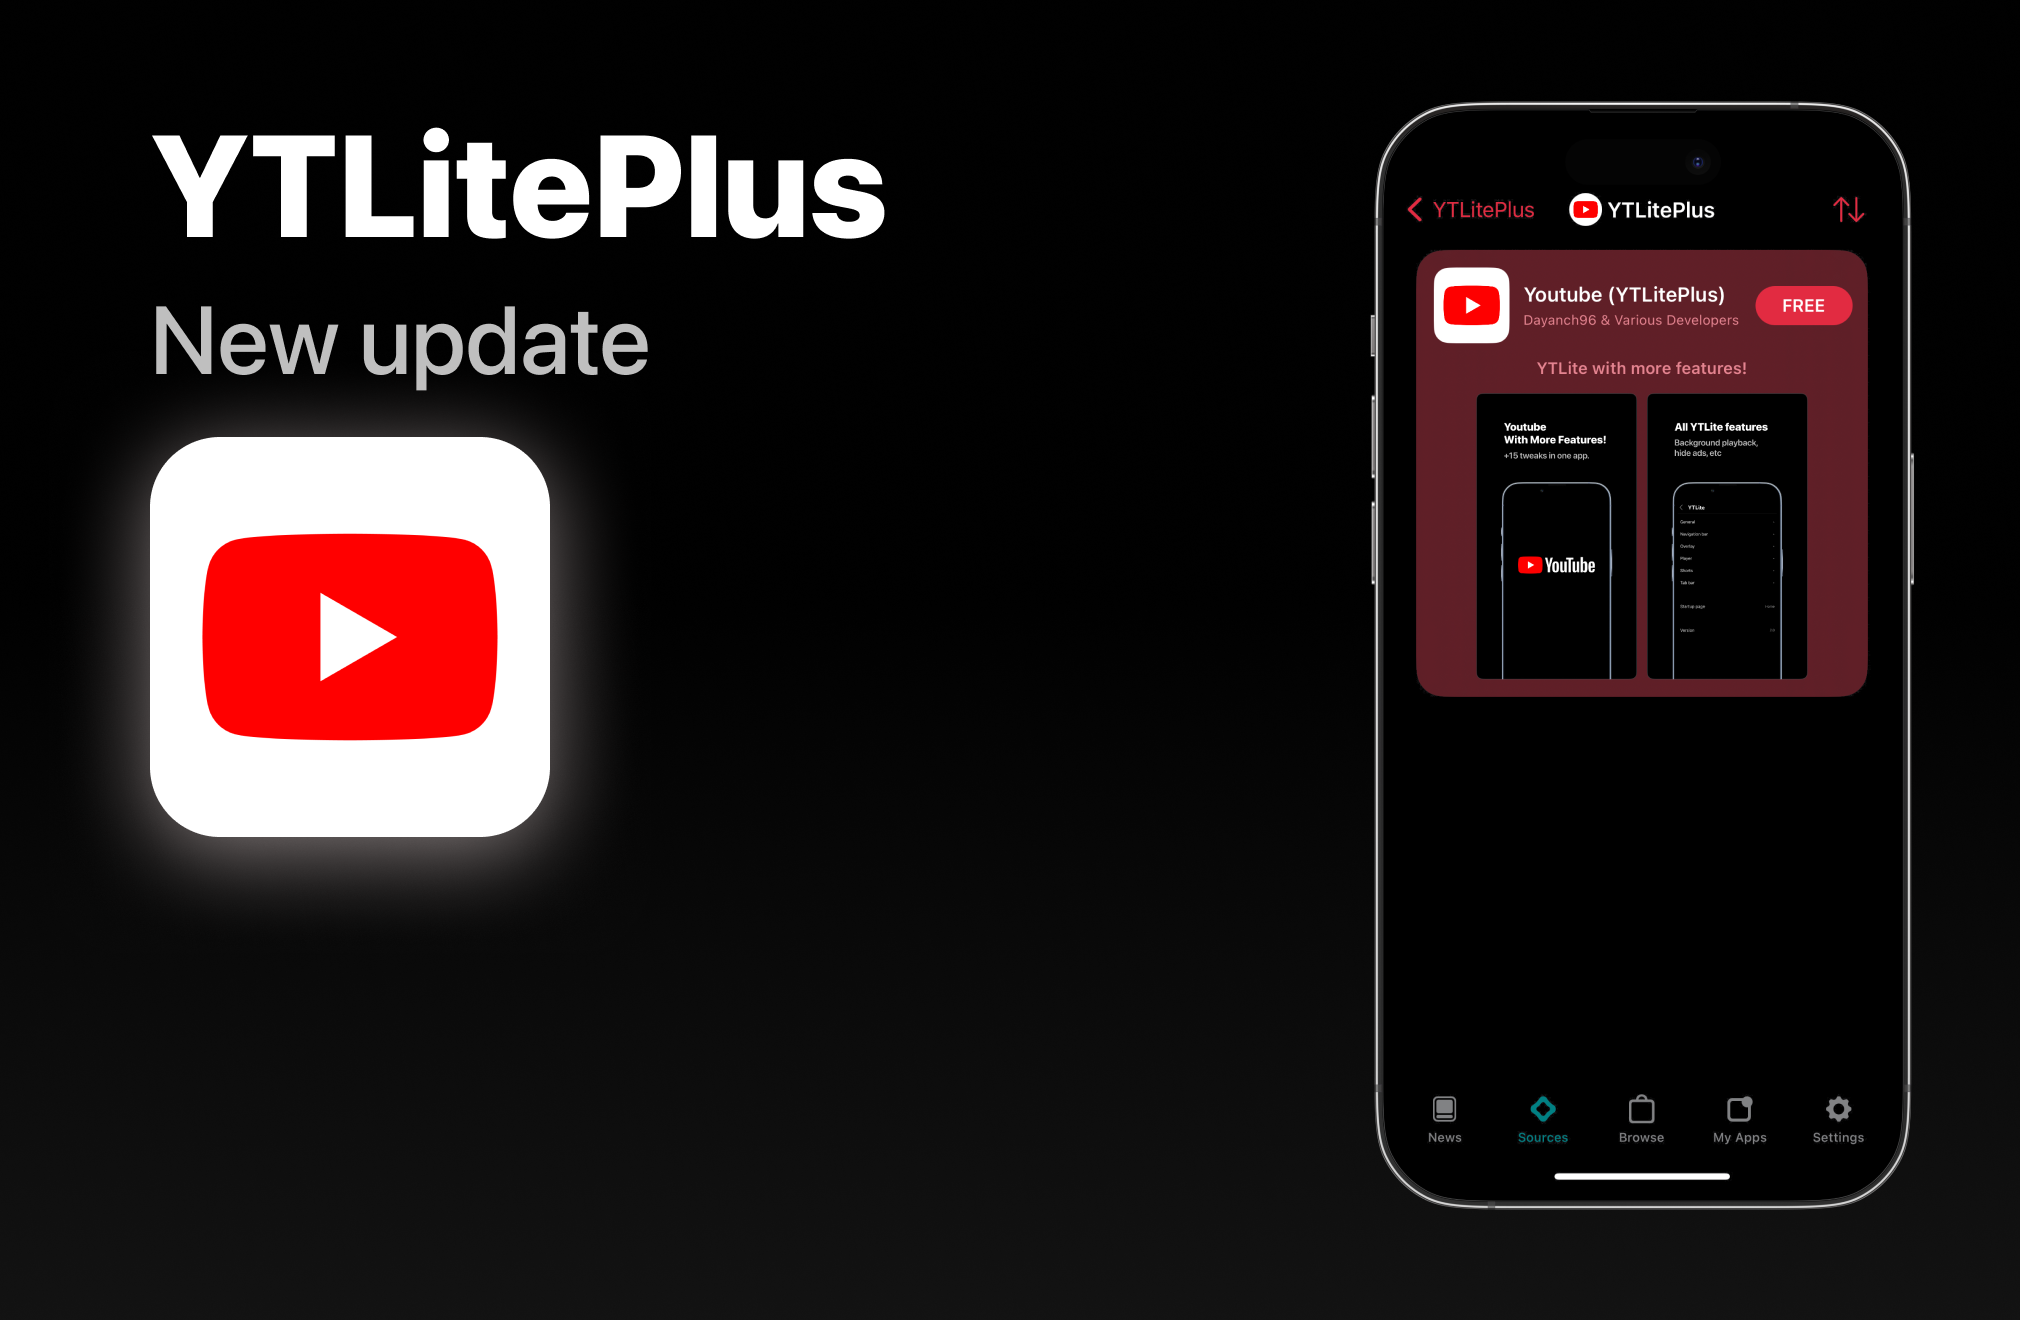 YTLitePlus
New update
YTLitePlus
YTLitePlus
Youtube (YTLitePlus)
Dayanch96 & Various Developers
FREE
YTLite with more features!
Youtube
With More Features!
+15 tweaks in one app.
YouTube
All YTLite features
Background playback,
hide ads, etc
YTLite
General
Navigation bar
Overlay
Player
Shorts
Tab bar
Startup page
Home
Version
News
Sources
Browse
My Apps
Settings